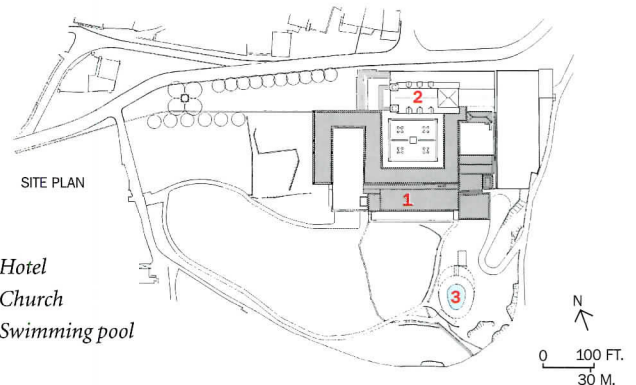 2
SITE PLAN
1
Hotel
Church
Swimming pool
3
N
0 100 FT.
30 M.